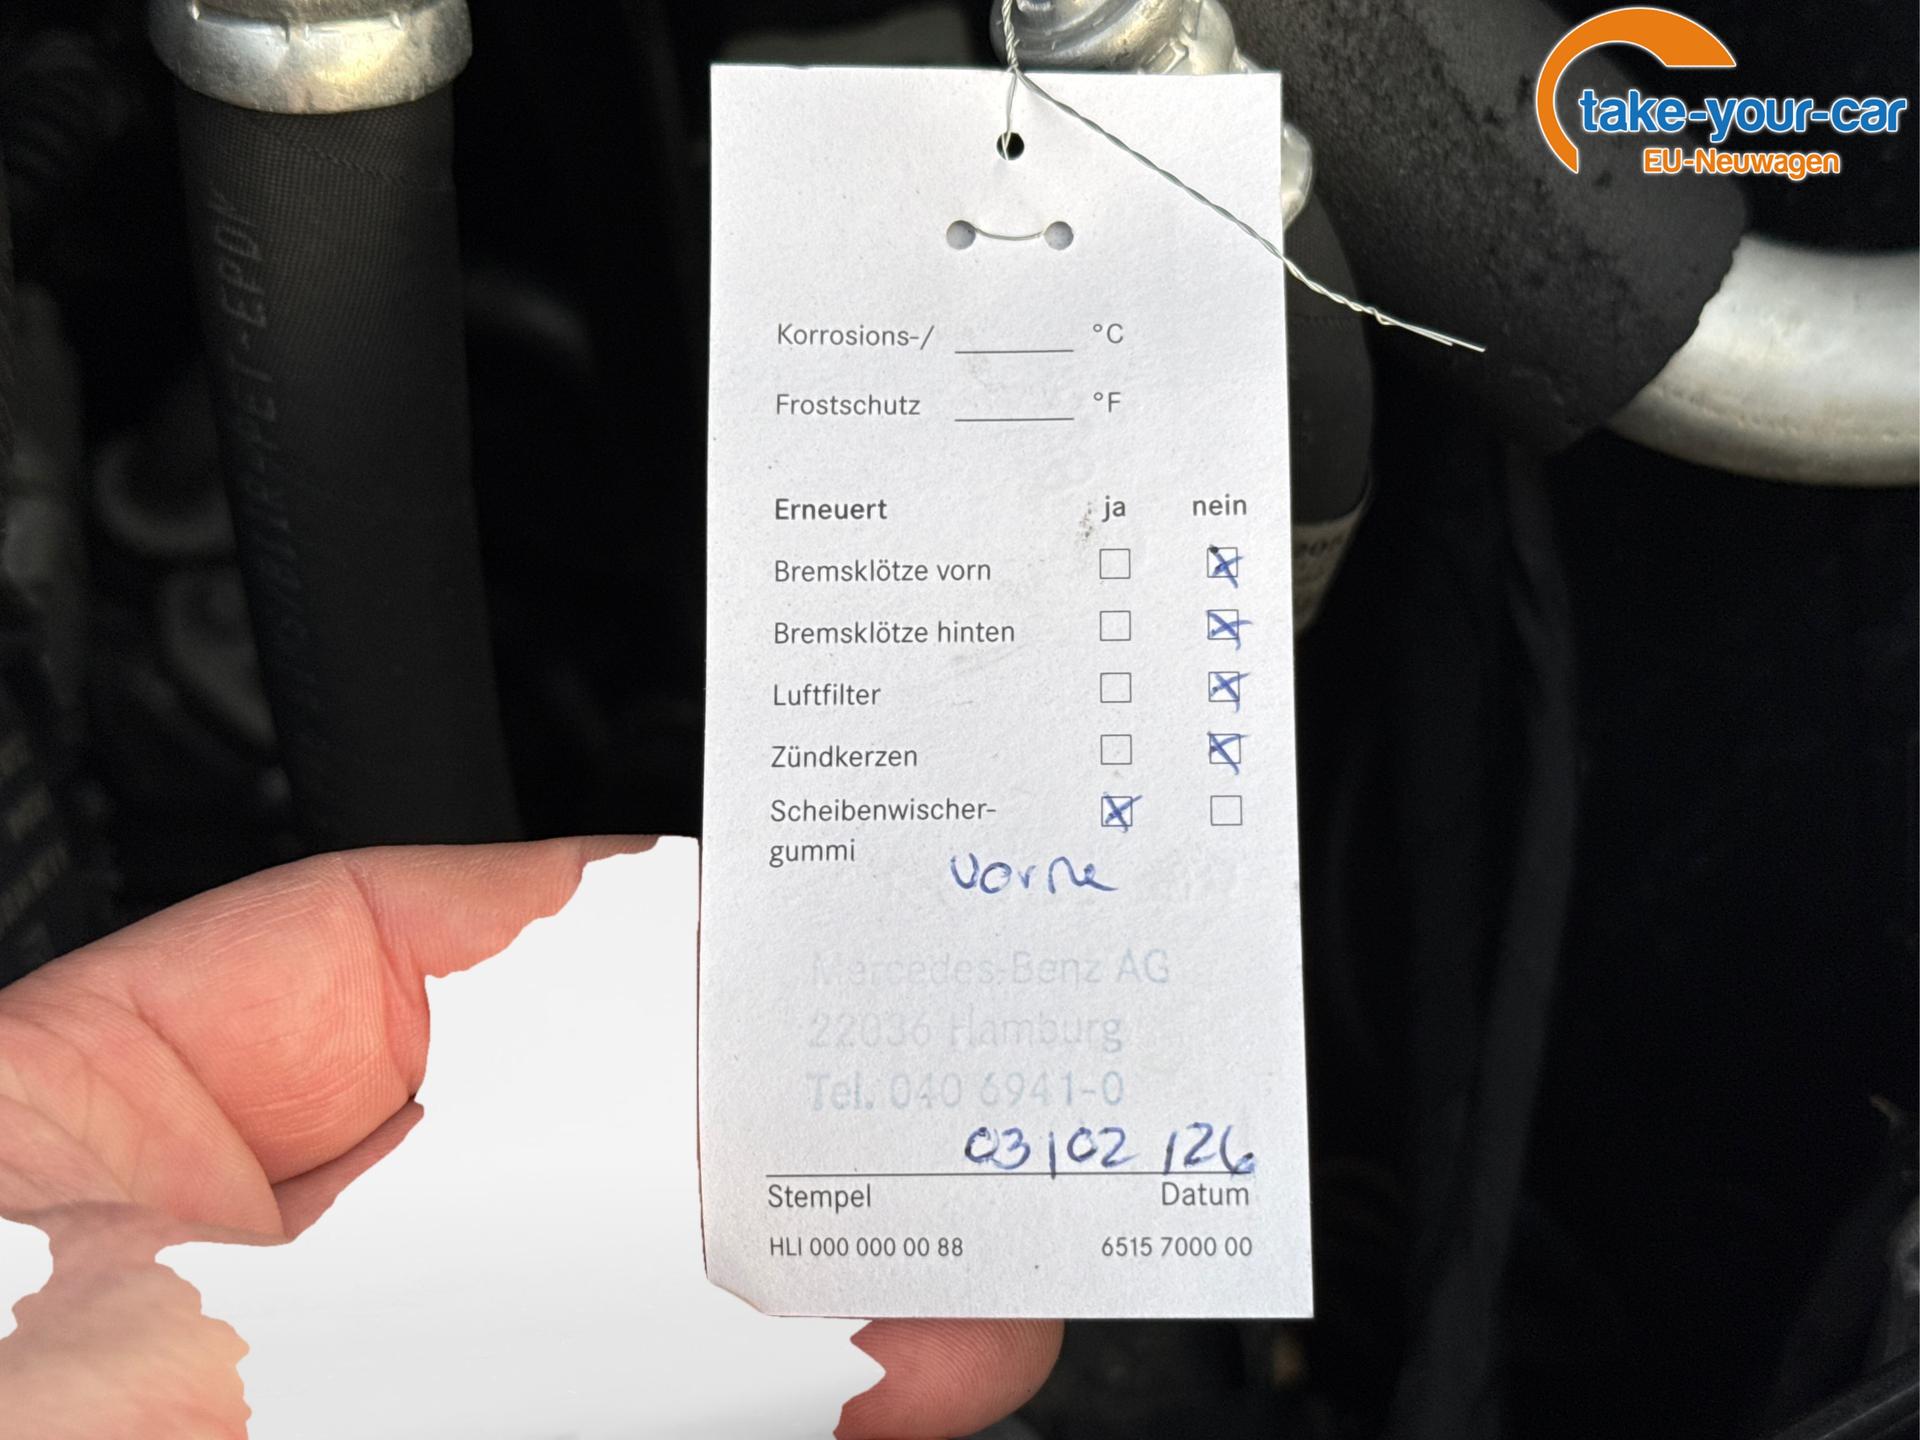 take-your-car
EU-Neuwagen
Korrosions-/ °C
Frostschutz °F
Erneuert ja nein
Bremsklötze vorn
Bremsklötze hinten
Luftfilter
Zündkerzen
Scheibenwischer-
gummi
vorne
Mercedes-Benz AG
22036 Hamburg
Tel. 040 6941-0
03/02/26
Stempel Datum
HLI 000 000 00 88 6515 7000 00